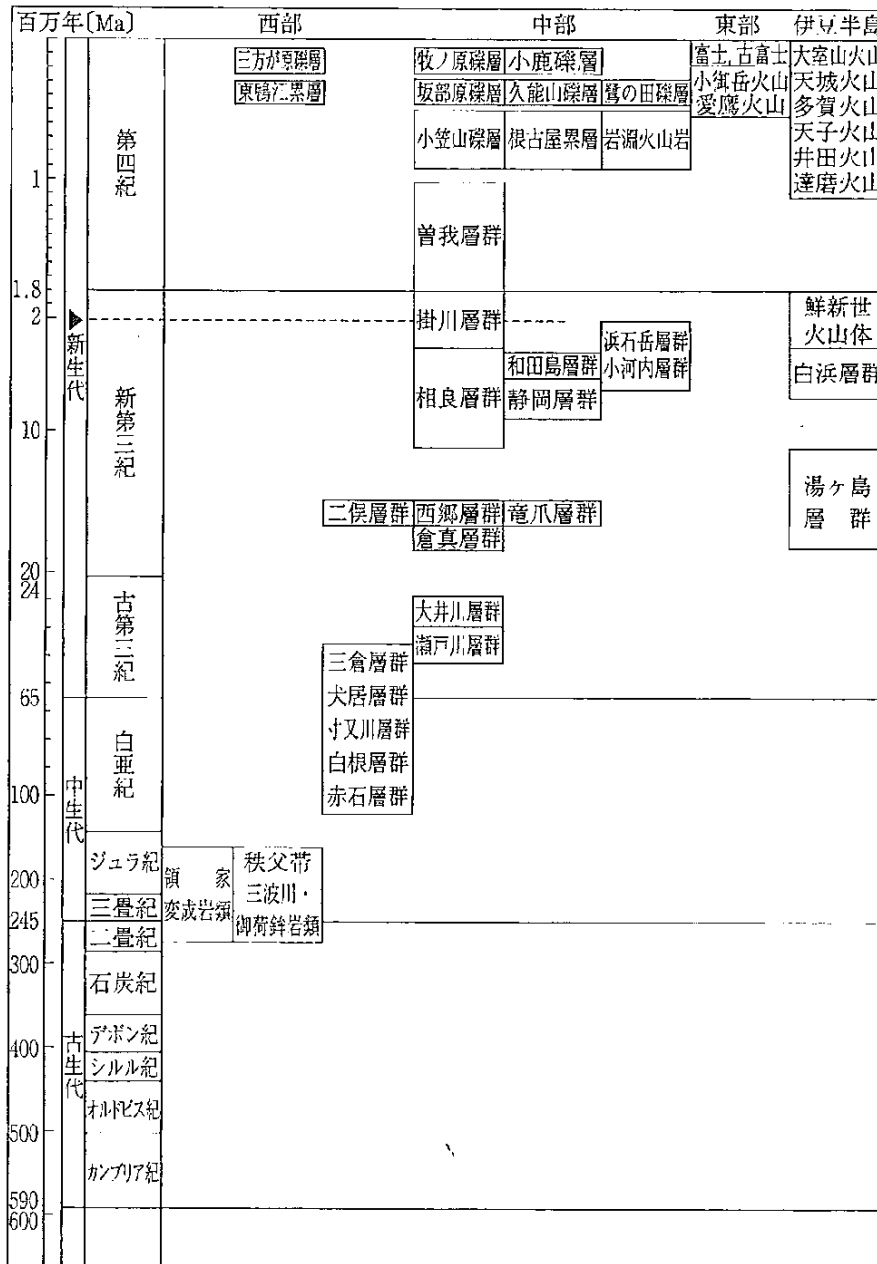 百万年〔Ma〕 西部 中部 東部 伊豆半島
三方が原礫層 牧ノ原礫層 小鹿礫層 富士、古富士 大室山火山
東鴨江累層 坂部原礫層 久能山礫層 鷺の田礫層 小御岳火山 天城火山
愛鷹火山 多賀火山
小笠山礫層 根古屋累層 岩淵火山岩 天子火山
井田火山
達磨火山
第四紀
1
曽我層群
1.8
2
新生代
掛川層群 鮮新世
火山体
浜石岳層群
和田島層群 小河内層群 白浜層群
相良層群 静岡層群
新第三紀
10
湯ヶ島
層群
二俣層群 西郷層群 竜爪層群
倉真層群
20
24
古第三紀
大井川層群
瀬戸川層群
三倉層群
65
犬居層群
寸又川層群
白亜紀
白根層群
100
赤石層群
中生代
ジュラ紀 秩父帯
200
領家 三波川・
三畳紀 変成岩類 御荷鉾岩類
245
二畳紀
300
石炭紀
デボン紀
400
古生代
シルル紀
オルドビス紀
500
カンブリア紀
590
600